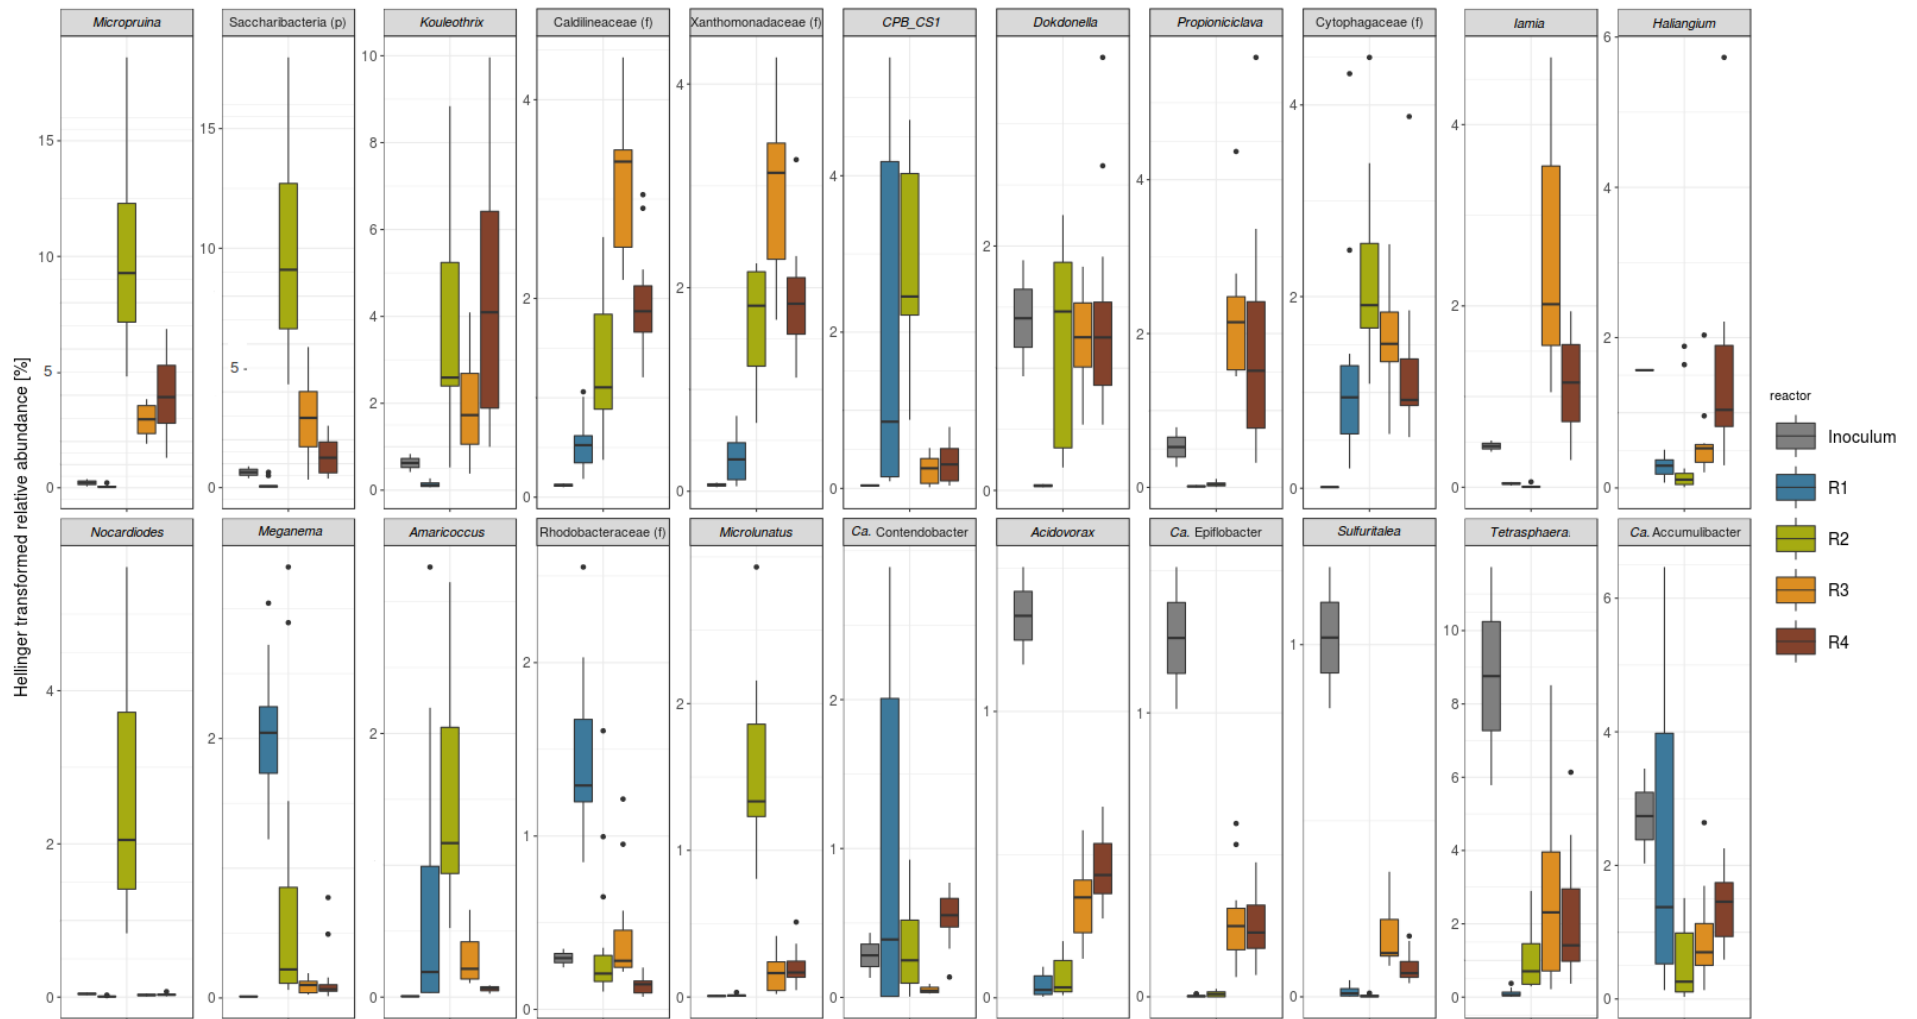 Micropruina
Saccharibacteria (p)
Kouleothrix
Caldilineaceae (f)
Xanthomonadaceae (f)
CPB_CS1
Dokdonella
Propioniciclava
Cytophagaceae (f)
Iamia
Haliangium
15
10
5
0
15
10
5
0
10
8
6
4
2
0
4
2
0
4
2
0
4
2
0
2
0
4
2
0
4
2
0
4
2
0
6
4
2
0
Hellinger transformed relative abundance [%]
Nocardiodes
Meganema
Amaricoccus
Rhodobacteraceae (f)
Microlunatus
Ca. Contendobacter
Acidovorax
Ca. Epiflobacter
Sulfuritalea
Tetrasphaera
Ca. Accumulibacter
4
2
0
2
0
2
0
2
1
0
2
1
0
2
1
0
1
0
1
0
1
0
10
8
6
4
2
0
6
4
2
0
reactor
Inoculum
R1
R2
R3
R4